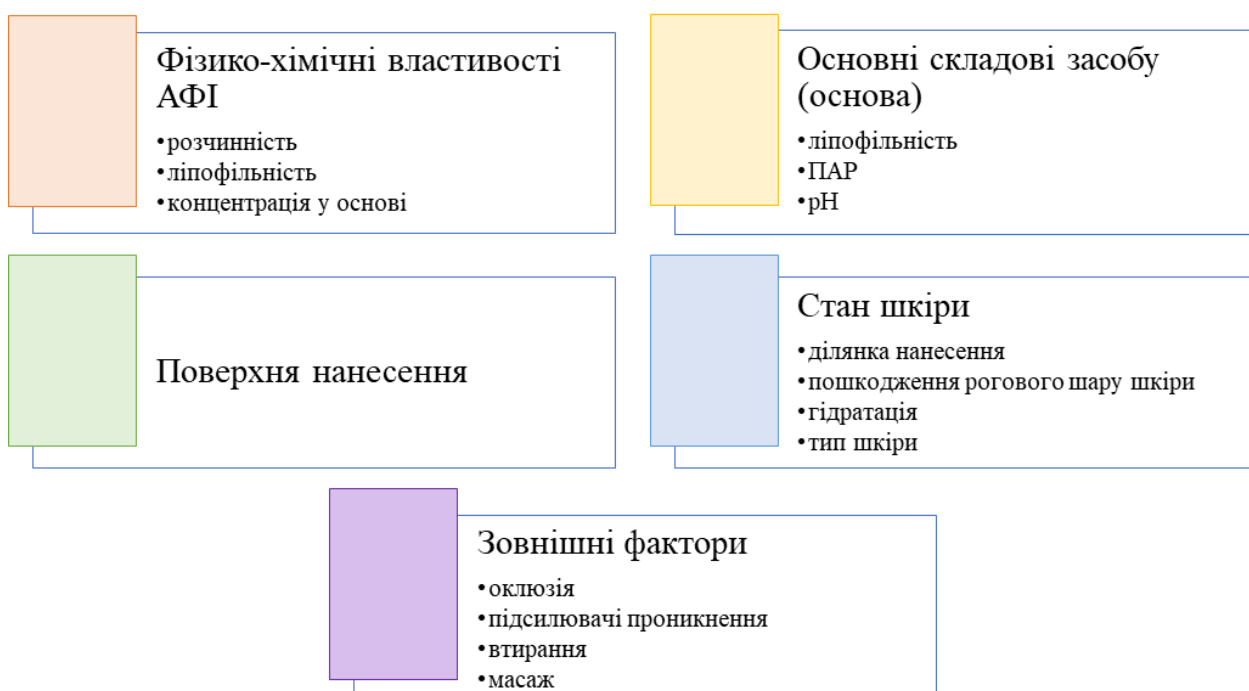 Фізико-хімічні властивості
АФІ
•розчинність
•ліпофільність
•концентрація у основі
Основні складові засобу
(основа)
•ліпофільність
•ПАР
•pH
Поверхня нанесення
Стан шкіри
•ділянка нанесення
•пошкодження рогового шару шкіри
•гідратація
•тип шкіри
Зовнішні фактори
•оклюзія
•підсилювачі проникнення
•втирання
•масаж